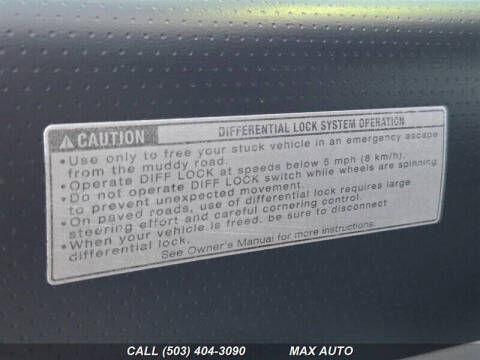 CAUTION
DIFFERENTIAL LOCK SYSTEM OPERATION
•Use only to free your stuck vehicle in an emergency escape
from the muddy road.
•Operate DIFF LOCK at speeds below 5 mph (8 km/h).
•Do not operate DIFF LOCK switch while wheels are spinning
to prevent unexpected movement.
•On paved roads, use of differential lock requires large
steering effort and careful cornering control.
•When your vehicle is freed, be sure to disconnect
differential lock.
See Owner's Manual for more instructions.
CALL (503) 404-3090 MAX AUTO